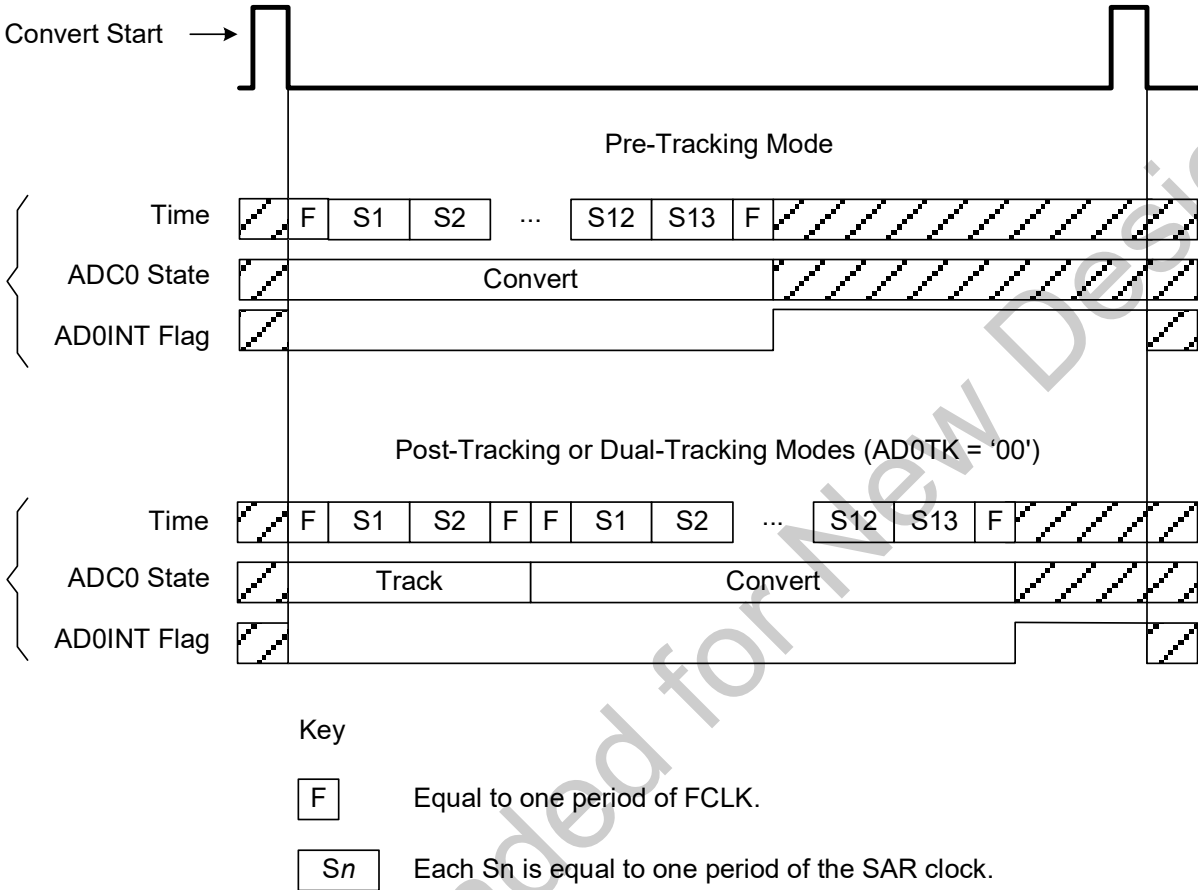 Convert Start
Pre-Tracking Mode
Time F S1 S2 ... S12 S13 F
ADC0 State Convert
AD0INT Flag
Post-Tracking or Dual-Tracking Modes (AD0TK = ‘00')
Time F S1 S2 F F S1 S2 ... S12 S13 F
ADC0 State Track Convert
AD0INT Flag
Key
F Equal to one period of FCLK.
Sn Each Sn is equal to one period of the SAR clock.
for New